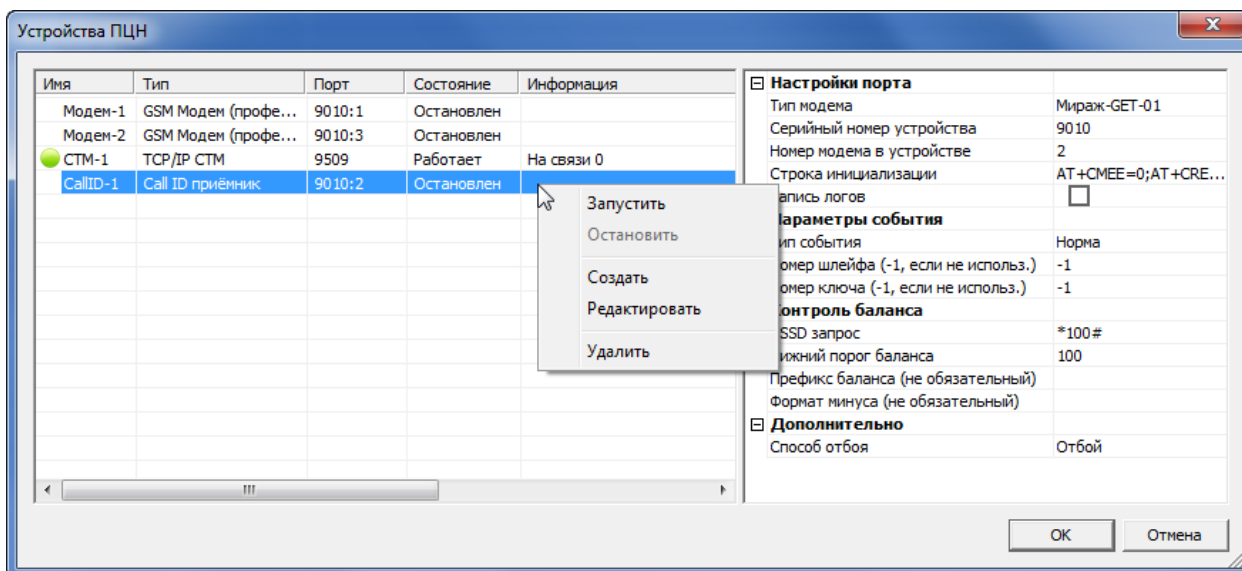 Устройства ПЦН
Имя Тип Порт Состояние Информация
Модем-1 GSM Модем (профе... 9010:1 Остановлен
Модем-2 GSM Модем (профе... 9010:3 Остановлен
СТМ-1 TCP/IP СТМ 9509 Работает На связи 0
CallID-1 Call ID приёмник 9010:2 Остановлен
Запустить
Остановить
Создать
Редактировать
Удалить
Настройки порта
Тип модема Мираж-GET-01
Серийный номер устройства 9010
Номер модема в устройстве 2
Строка инициализации AT+CMEE=0;AT+CRE...
апись логов
араметры события
ип события Норма
омер шлейфа (-1, если не использ.) -1
омер ключа (-1, если не использ.) -1
онтроль баланса
SSD запрос *100#
ижний порог баланса 100
Префикс баланса (не обязательный)
Формат минуса (не обязательный)
Дополнительно
Способ отбоя Отбой
OK Отмена